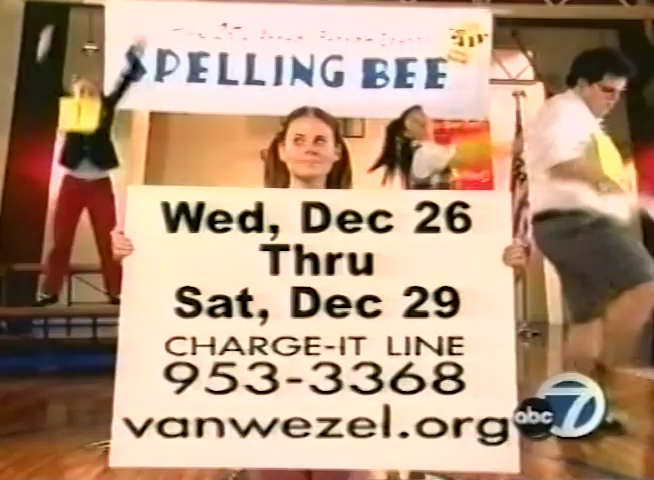 SPELLING BEE
Wed, Dec 26
Thru
Sat, Dec 29
CHARGE-IT LINE
953-3368
vanwezel.org
abc 7